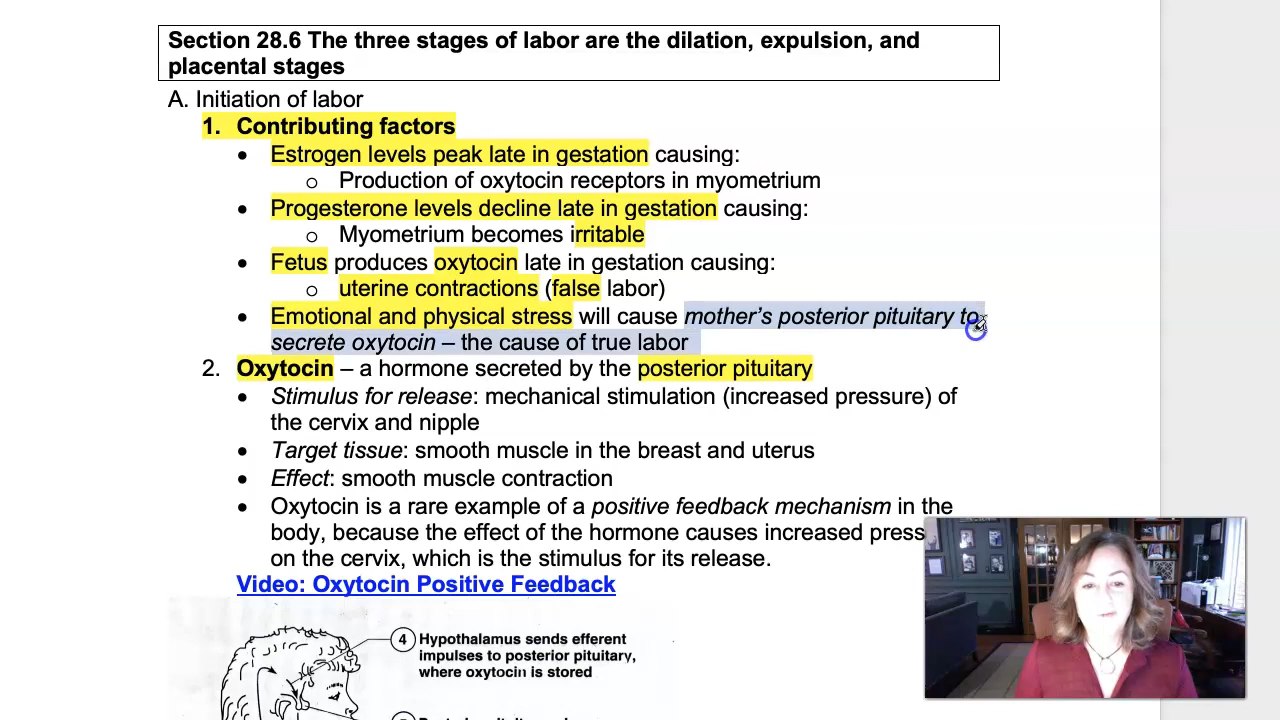 Section 28.6 The three stages of labor are the dilation, expulsion, and
placental stages
A. Initiation of labor
1. Contributing factors
• Estrogen levels peak late in gestation causing:
o Production of oxytocin receptors in myometrium
• Progesterone levels decline late in gestation causing:
o Myometrium becomes irritable
• Fetus produces oxytocin late in gestation causing:
o uterine contractions (false labor)
• Emotional and physical stress will cause mother's posterior pituitary to
secrete oxytocin – the cause of true labor
2. Oxytocin – a hormone secreted by the posterior pituitary
• Stimulus for release: mechanical stimulation (increased pressure) of
the cervix and nipple
• Target tissue: smooth muscle in the breast and uterus
• Effect: smooth muscle contraction
• Oxytocin is a rare example of a positive feedback mechanism in the
body, because the effect of the hormone causes increased press
on the cervix, which is the stimulus for its release.
Video: Oxytocin Positive Feedback
4 Hypothalamus sends efferent
impulses to posterior pituitary,
where oxytocin is stored